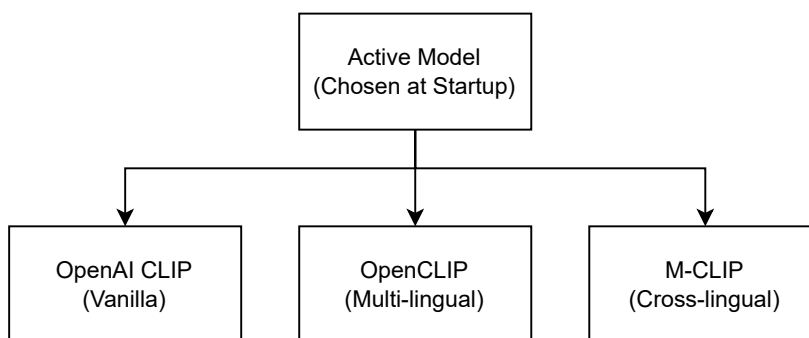 Active Model
(Chosen at Startup)
OpenAI CLIP
(Vanilla)
OpenCLIP
(Multi-lingual)
M-CLIP
(Cross-lingual)